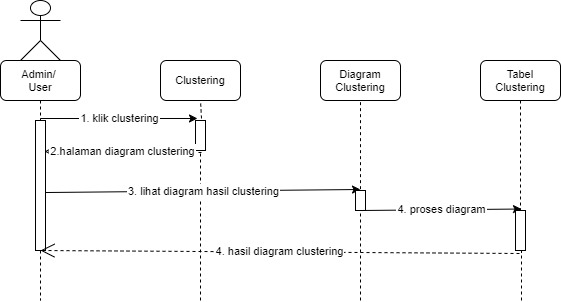 Admin/
User
Clustering
Diagram
Clustering
Tabel
Clustering
1. klik clustering
2.halaman diagram clustering
3. lihat diagram hasil clustering
4. proses diagram
4. hasil diagram clustering